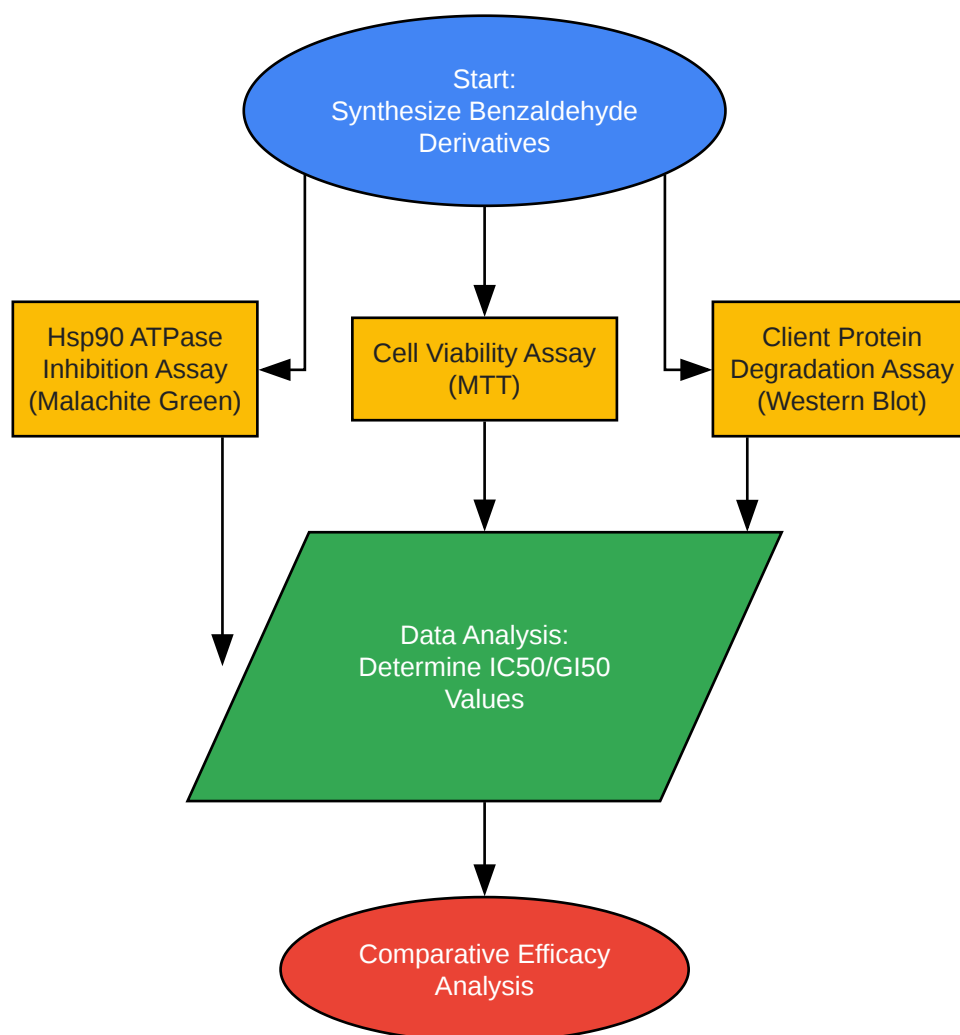 Start:
Synthesize Benzaldehyde
Derivatives
Hsp90 ATPase
Inhibition Assay
(Malachite Green)
Cell Viability Assay
(MTT)
Client Protein
Degradation Assay
(Western Blot)
Data Analysis:
Determine IC50/GI50
Values
Comparative Efficacy
Analysis